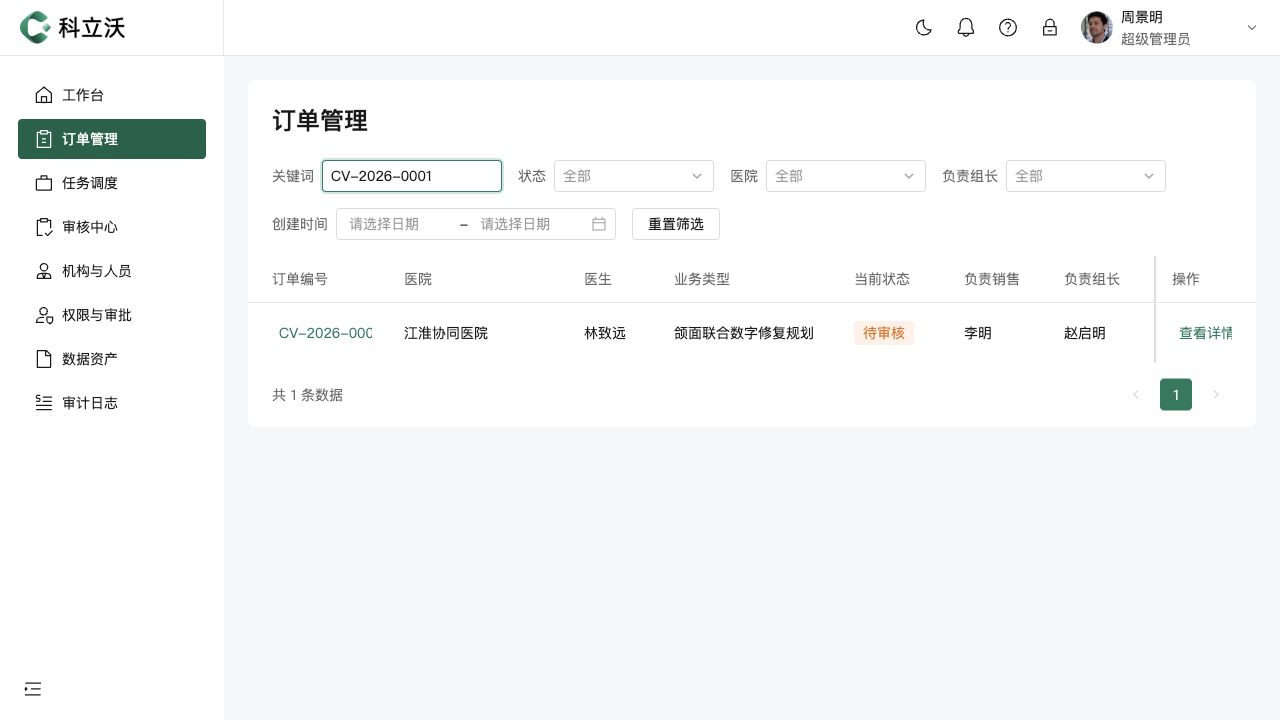 科立沃
周景明
超级管理员
工作台
订单管理
任务调度
审核中心
机构与人员
权限与审批
数据资产
审计日志
订单管理
关键词 CV-2026-0001 状态 全部 医院 全部 负责组长 全部
创建时间 请选择日期 – 请选择日期 重置筛选
订单编号 医院 医生 业务类型 当前状态 负责销售 负责组长 操作
CV-2026-000 江淮协同医院 林致远 颌面联合数字修复规划 待审核 李明 赵启明 查看详情
共 1 条数据 1